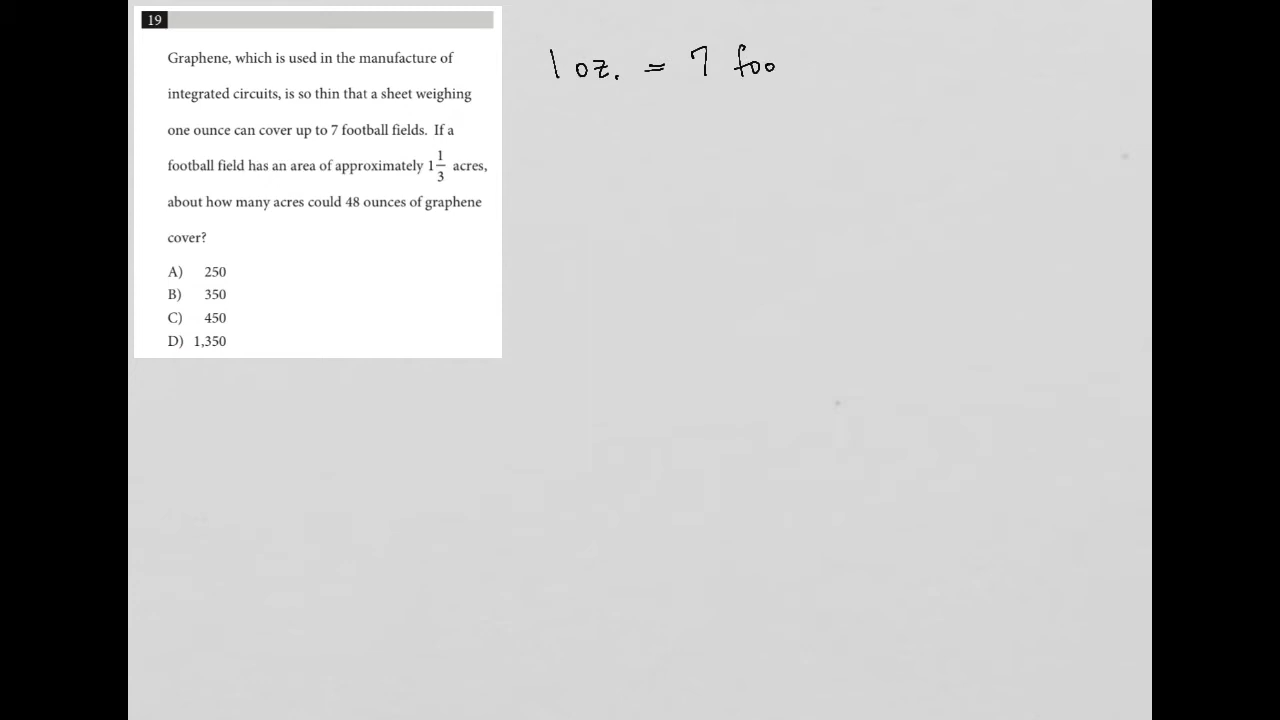 19
1 oz. = 7 foo
Graphene, which is used in the manufacture of
integrated circuits, is so thin that a sheet weighing
one ounce can cover up to 7 football fields. If a
football field has an area of approximately 1 1/3 acres,
about how many acres could 48 ounces of graphene
cover?
A) 250
B) 350
C) 450
D) 1,350